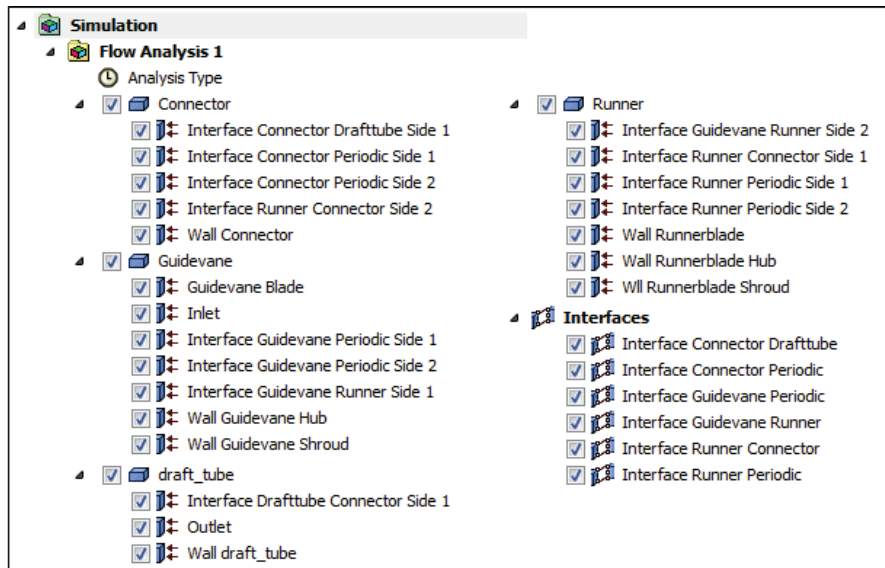 Simulation
Flow Analysis 1
Analysis Type
Connector
Interface Connector Drafttube Side 1
Interface Connector Periodic Side 1
Interface Connector Periodic Side 2
Interface Runner Connector Side 2
Wall Connector
Guidevane
Guidevane Blade
Inlet
Interface Guidevane Periodic Side 1
Interface Guidevane Periodic Side 2
Interface Guidevane Runner Side 1
Wall Guidevane Hub
Wall Guidevane Shroud
draft_tube
Interface Drafttube Connector Side 1
Outlet
Wall draft_tube
Runner
Interface Guidevane Runner Side 2
Interface Runner Connector Side 1
Interface Runner Periodic Side 1
Interface Runner Periodic Side 2
Wall Runnerblade
Wall Runnerblade Hub
Wll Runnerblade Shroud
Interfaces
Interface Connector Drafttube
Interface Connector Periodic
Interface Guidevane Periodic
Interface Guidevane Runner
Interface Runner Connector
Interface Runner Periodic